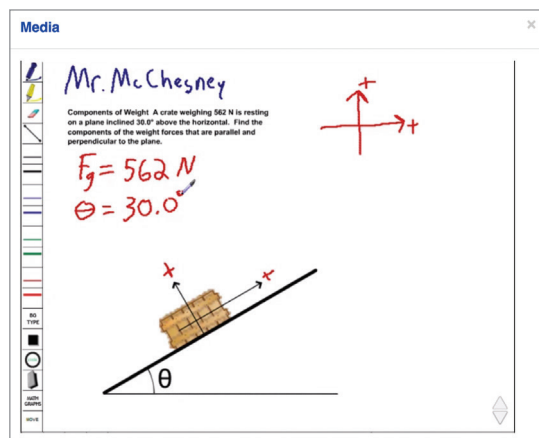 Media
×
Mr. McChesney
Components of Weight A crate weighing 562 N is resting
on a plane inclined 30.0° above the horizontal. Find the
components of the weight forces that are parallel and
perpendicular to the plane.
+
+
Fg = 562 N
θ = 30.0°
+
+
θ
BG
TYPE
MATH
GRAPHS
MOVE